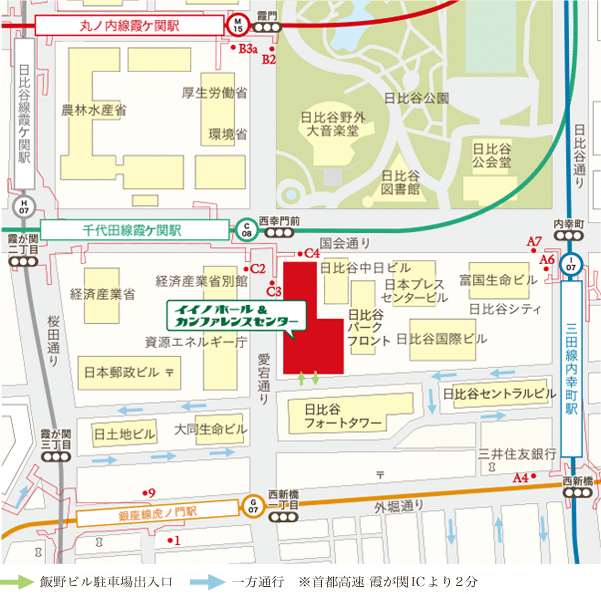 丸ノ内線霞ケ関駅
M
15
霞門
B3a
B2
日比谷線霞ケ関駅
厚生労働省
農林水産省
環境省
日比谷公園
日比谷野外
大音楽堂
日比谷
公会堂
日比谷
図書館
日比谷通り
H
07
千代田線霞ケ関駅
C
08
西幸門前
内幸町
霞が関
二丁目
国会通り
C4
A7
A6
I
07
C2
C3
経済産業省
経済産業省別館
日比谷中日ビル
日本プレス
センタービル
富国生命ビル
日比谷シティ
イイノホール&
カンファレンスセンター
日比谷
パーク
フロント
桜田通り
資源エネルギー庁
愛宕通り
日比谷国際ビル
三田線内幸町駅
日本郵政ビル 〒
日比谷セントラルビル
日土地ビル
大同生命ビル
日比谷
フォートタワー
霞が関
三丁目
三井住友銀行
〒
A4
9
西新橋
一丁目
西新橋
銀座線虎ノ門駅
G
07
外堀通り
1
飯野ビル駐車場出入口
一方通行
※首都高速 霞が関ICより2分